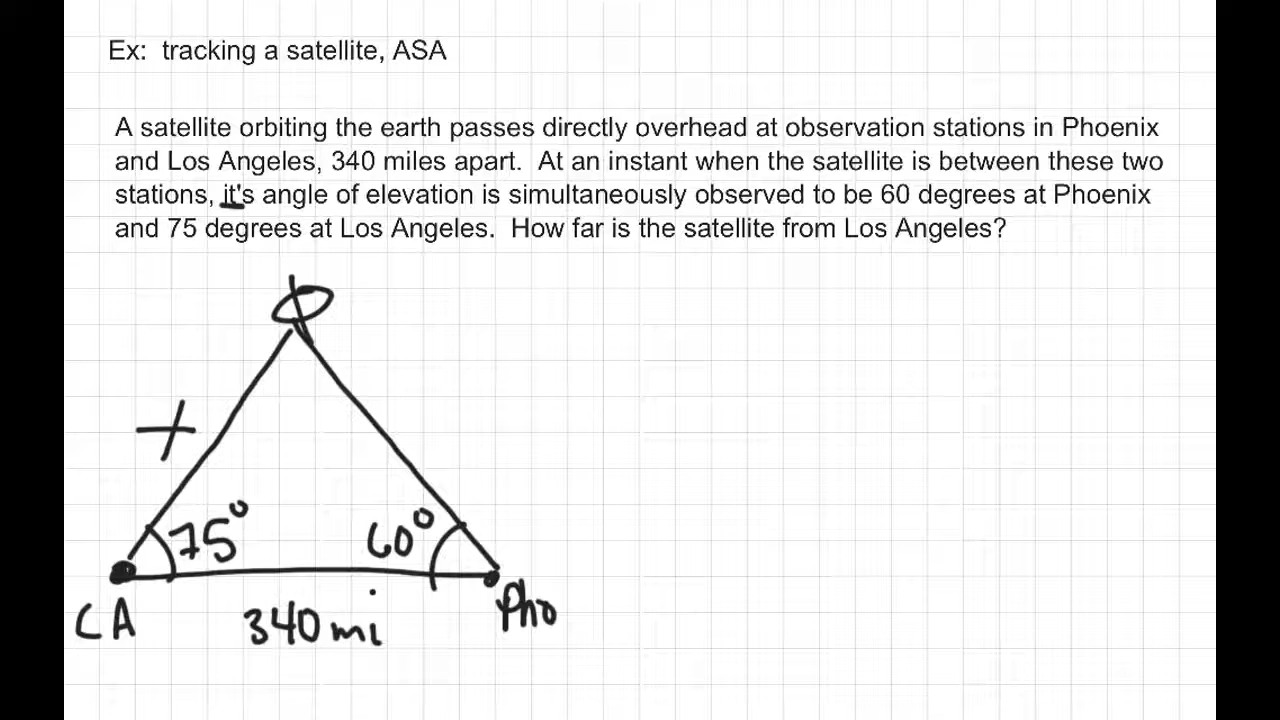 Ex: tracking a satellite, ASA
A satellite orbiting the earth passes directly overhead at observation stations in Phoenix
and Los Angeles, 340 miles apart. At an instant when the satellite is between these two
stations, it's angle of elevation is simultaneously observed to be 60 degrees at Phoenix
and 75 degrees at Los Angeles. How far is the satellite from Los Angeles?
x
75° 60°
LA 340 mi Pho